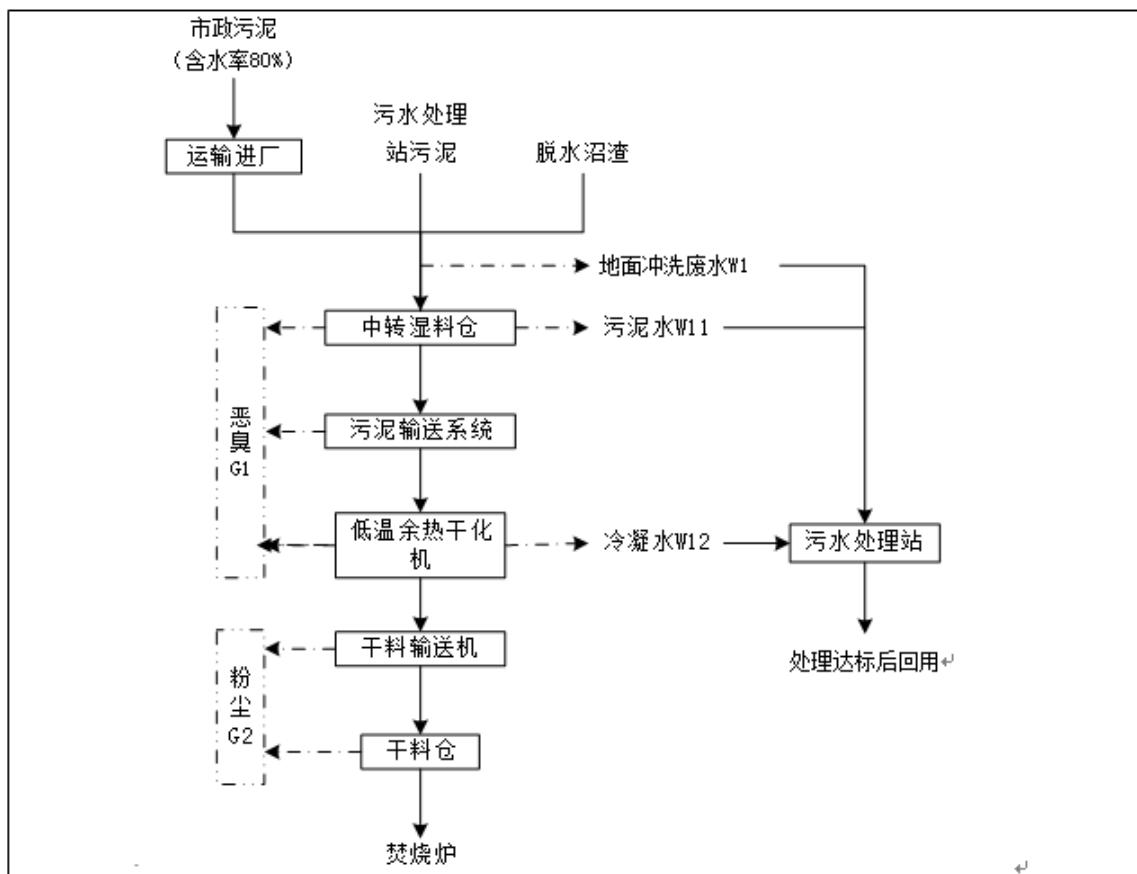 市政污泥
（含水率80%）
污水处理
站污泥
脱水沼渣
运输进厂
地面冲洗废水W1
中转湿料仓
污泥水W11
恶
臭
G1
污泥输送系统
低温余热干化
机
冷凝水W12
污水处理站
干料输送机
处理达标后回用
粉
尘
G2
干料仓
焚烧炉